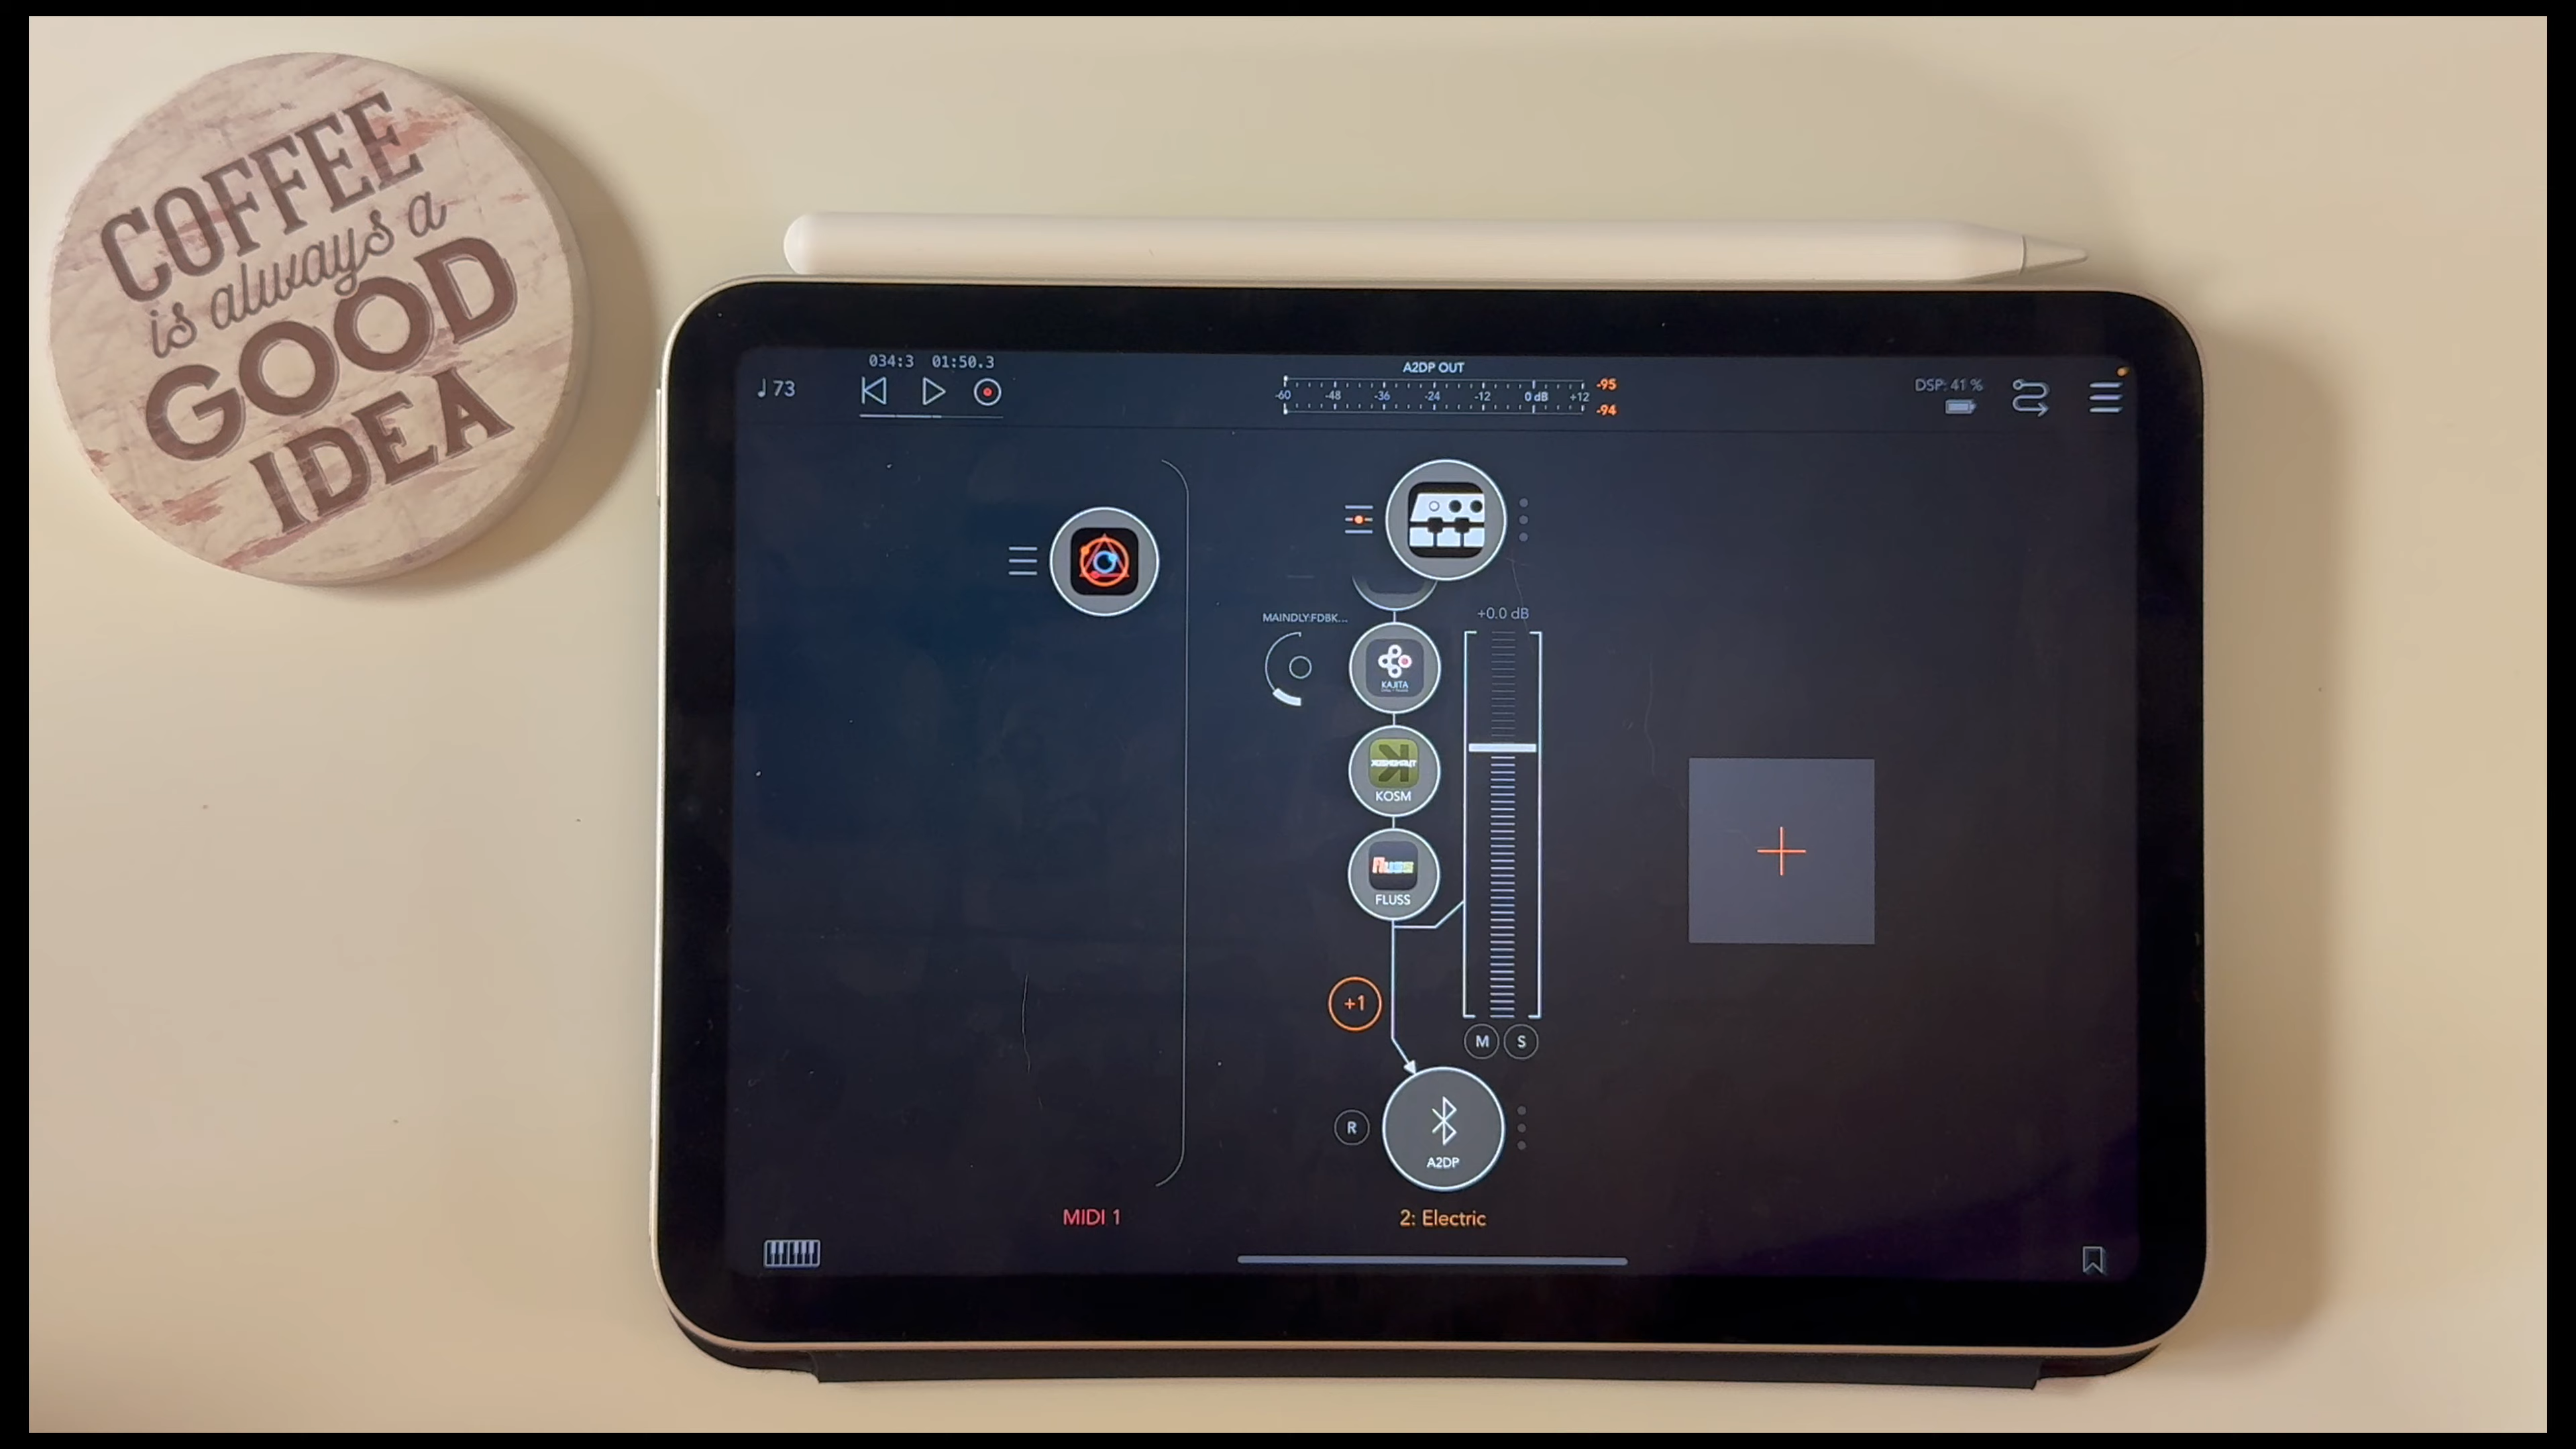 COFFEE
is always a
GOOD
IDEA
034:3 01:50.3
73
A2DP OUT
-95
-60 -48 -36 -24 -12 0 dB +12
-94
DSP: 41 %
MAINDLY:FDBK...
+0.0 dB
KAJITA
KOSM
Fluss
FLUSS
+1
M S
R
A2DP
MIDI 1
2: Electric